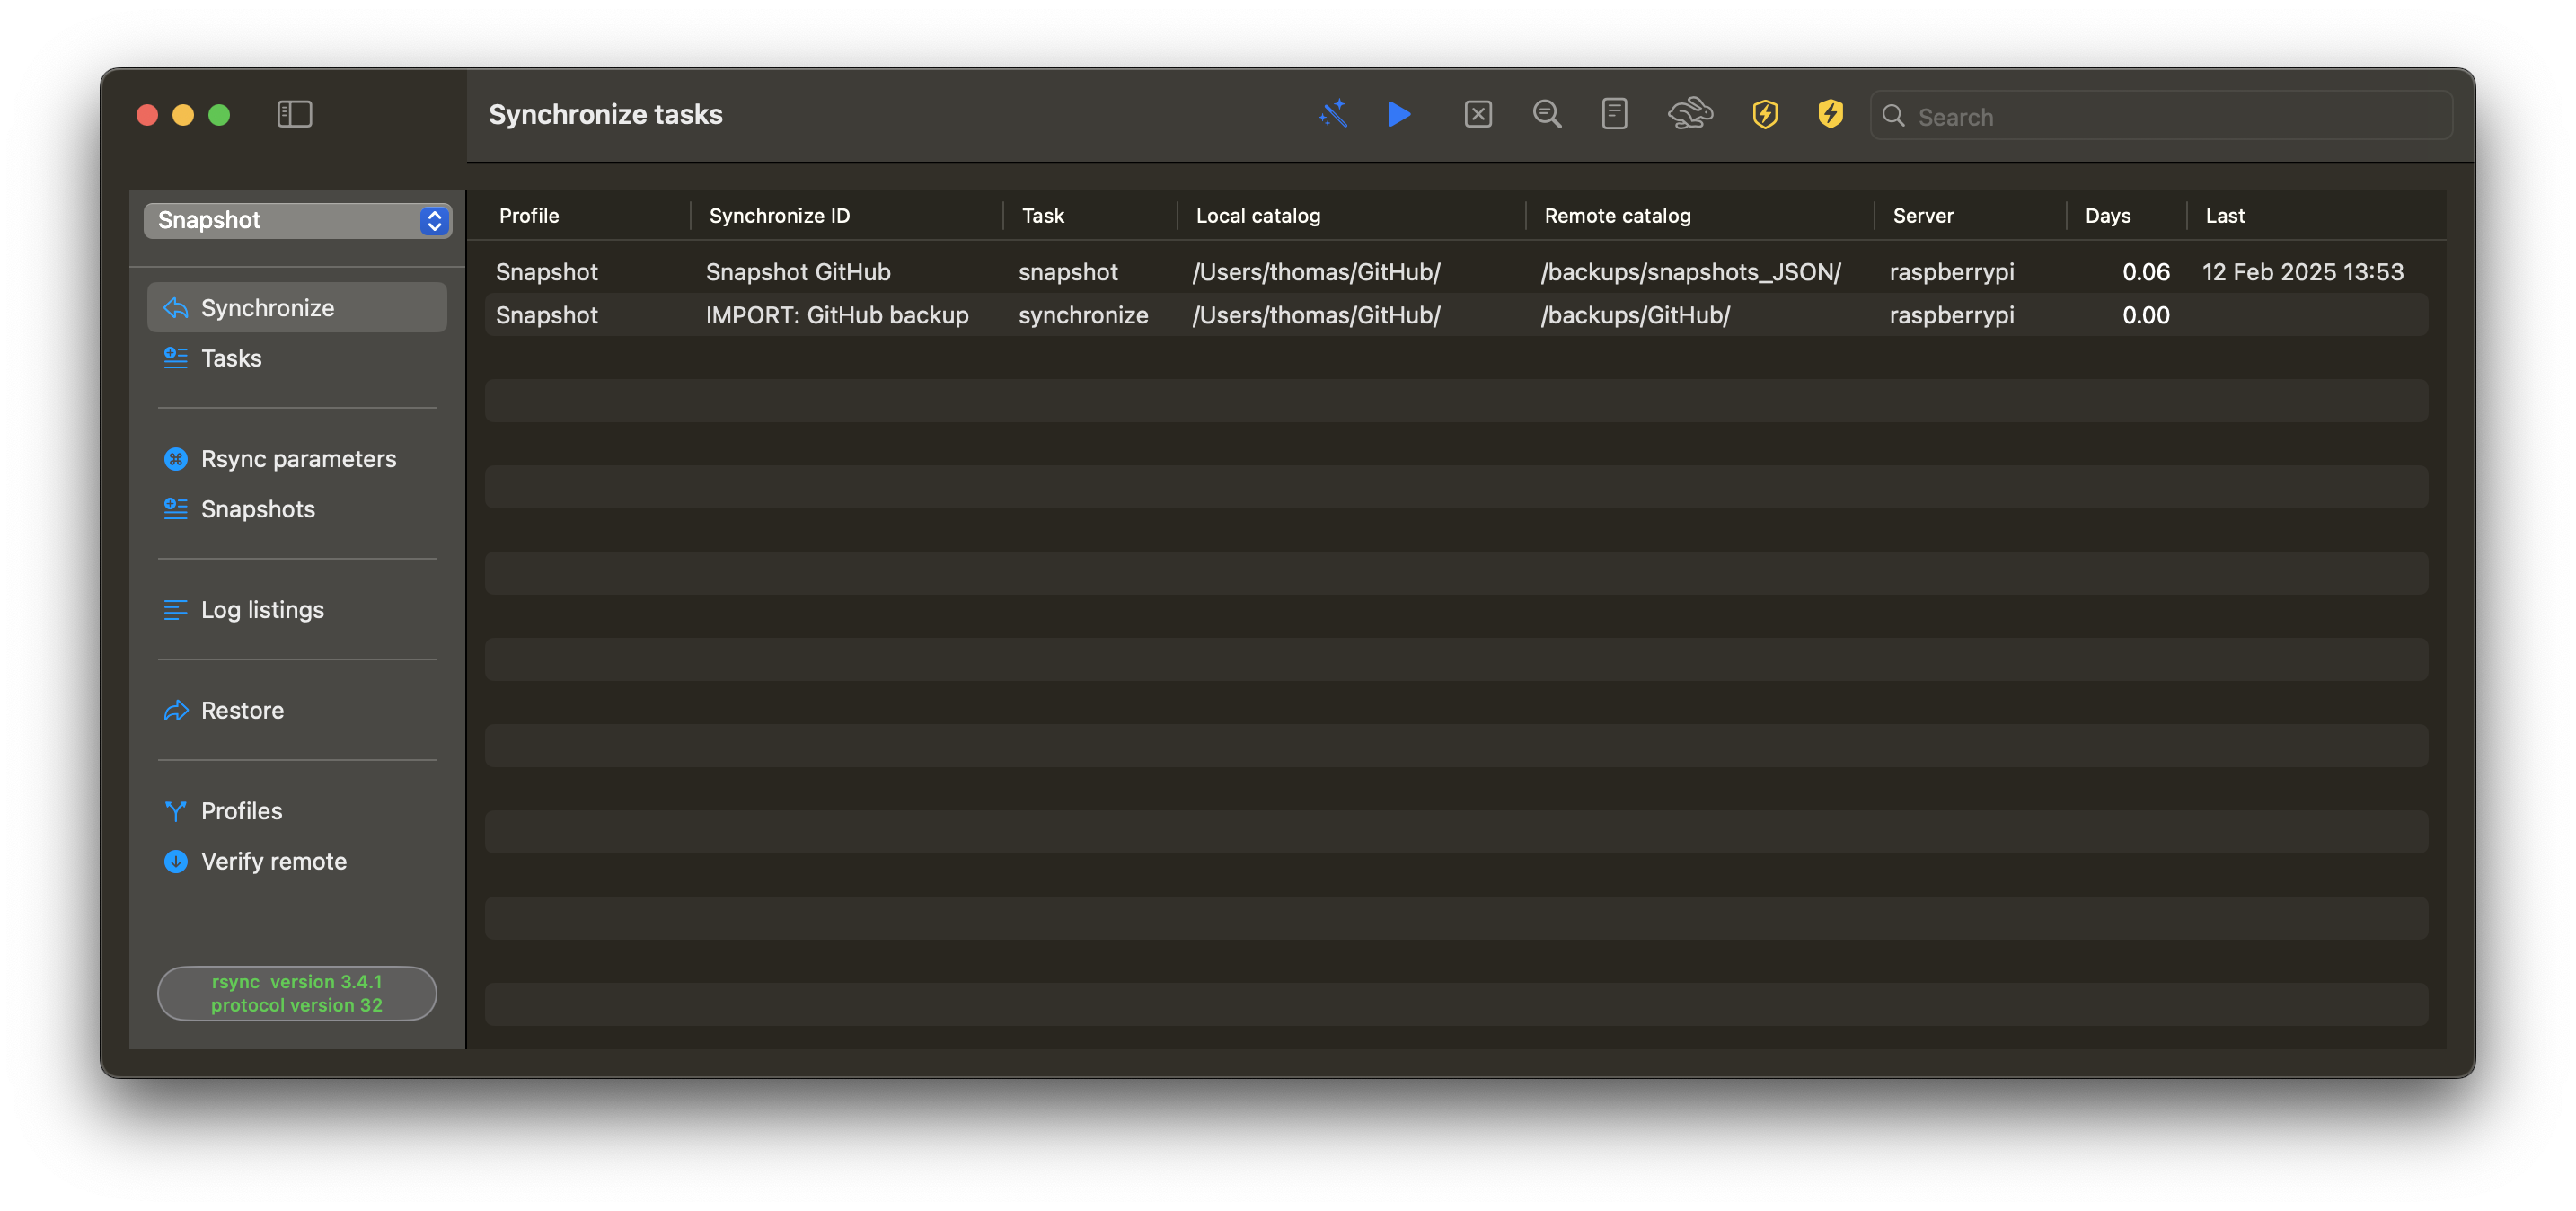 Synchronize tasks
Search
Snapshot
Synchronize
Tasks
Rsync parameters
Snapshots
Log listings
Restore
Profiles
Verify remote
rsync  version 3.4.1
protocol version 32
Profile Synchronize ID Task Local catalog Remote catalog Server Days Last
Snapshot Snapshot GitHub snapshot /Users/thomas/GitHub/ /backups/snapshots_JSON/ raspberrypi 0.06 12 Feb 2025 13:53
Snapshot IMPORT: GitHub backup synchronize /Users/thomas/GitHub/ /backups/GitHub/ raspberrypi 0.00